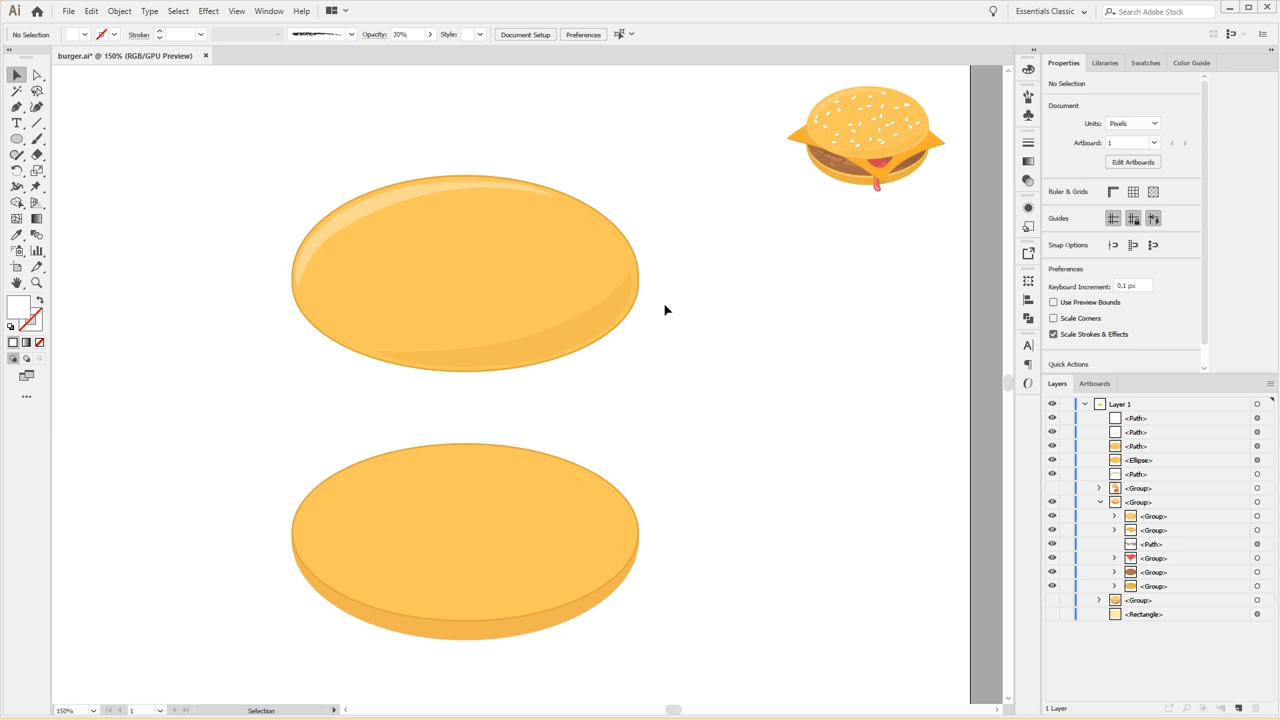 Ai File Edit Object Type Select Effect View Window Help Essentials Classic Search Adobe Stock
No Selection Stroke: Opacity: 30% Style: Document Setup Preferences
burger.ai* @ 150% (RGB/GPU Preview) ×
Properties Libraries Swatches Color Guide
No Selection
Document
Units: Pixels
Artboard: 1
Edit Artboards
Ruler & Grids
Guides
Snap Options
Preferences
Keyboard Increment: 0,1 px
Use Preview Bounds
Scale Corners
Scale Strokes & Effects
Quick Actions
Layers Artboards
Layer 1
<Path>
<Path>
<Path>
<Ellipse>
<Path>
<Group>
<Group>
<Group>
<Group>
<Path>
<Group>
<Group>
<Group>
<Group>
<Rectangle>
150% 1 Selection
1 Layer